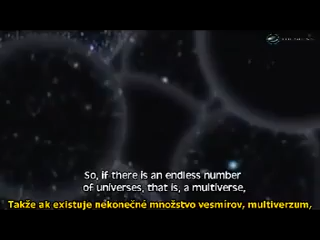 So, if there is an endless number
of universes, that is, a multiverse,
Takže ak existuje nekonečné množstvo vesmírov, multiverzum,